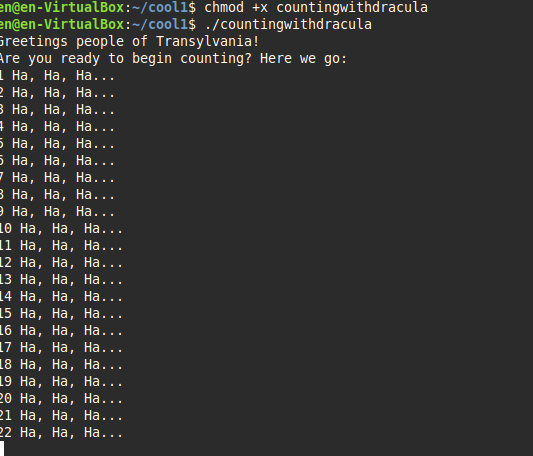 en@en-VirtualBox:~/cool1$ chmod +x countingwithdracula
en@en-VirtualBox:~/cool1$ ./countingwithdracula
Greetings people of Transylvania!
Are you ready to begin counting? Here we go:
1 Ha, Ha, Ha...
2 Ha, Ha, Ha...
3 Ha, Ha, Ha...
4 Ha, Ha, Ha...
5 Ha, Ha, Ha...
6 Ha, Ha, Ha...
7 Ha, Ha, Ha...
8 Ha, Ha, Ha...
9 Ha, Ha, Ha...
10 Ha, Ha, Ha...
11 Ha, Ha, Ha...
12 Ha, Ha, Ha...
13 Ha, Ha, Ha...
14 Ha, Ha, Ha...
15 Ha, Ha, Ha...
16 Ha, Ha, Ha...
17 Ha, Ha, Ha...
18 Ha, Ha, Ha...
19 Ha, Ha, Ha...
20 Ha, Ha, Ha...
21 Ha, Ha, Ha...
22 Ha, Ha, Ha...